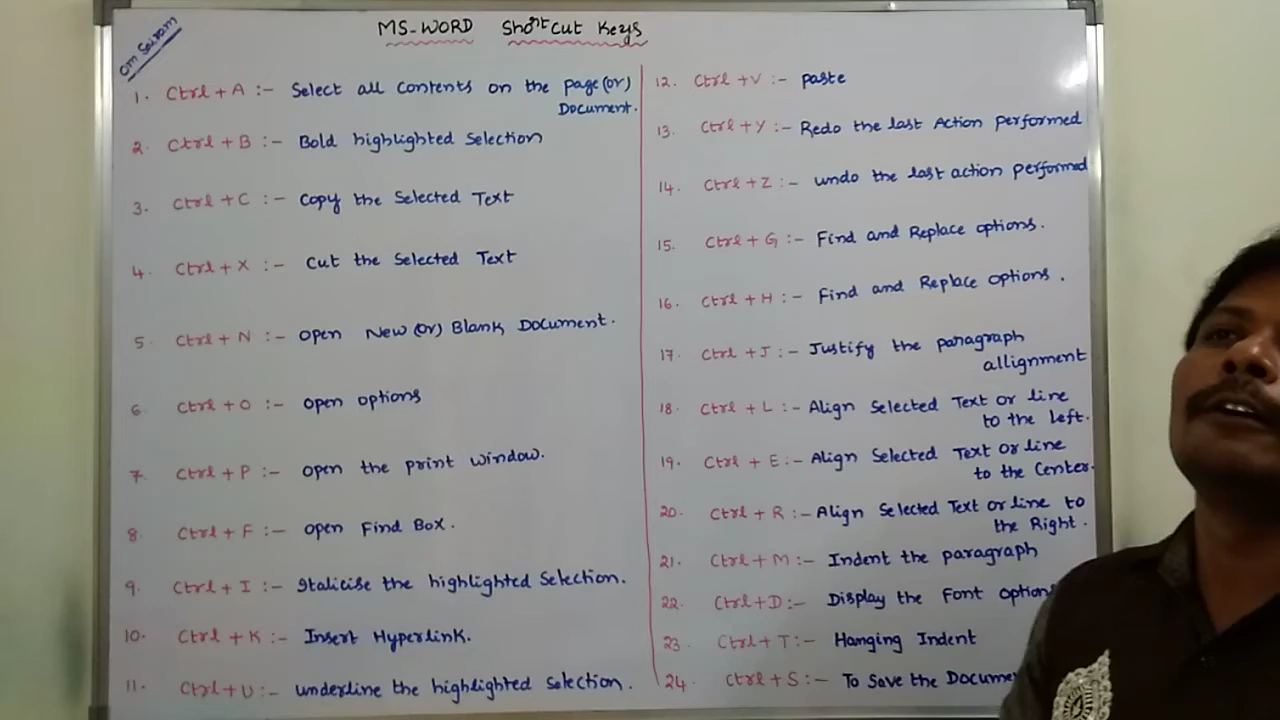 Om Sairam
MS-WORD Shortcut Keys
1. Ctrl + A :- Select all Contents on the page (or)
Document.
2. Ctrl + B :- Bold highlighted Selection
3. Ctrl + C :- Copy the Selected Text
4. Ctrl + X :- Cut the Selected Text
5. Ctrl + N :- Open New (or) Blank Document.
6. Ctrl + O :- Open options
7. Ctrl + P :- Open the print window.
8. Ctrl + F :- Open Find Box.
9. Ctrl + I :- Italicise the highlighted Selection.
10. Ctrl + K :- Insert Hyperlink.
11. Ctrl + U :- underline the highlighted Selection.
12. Ctrl + V :- paste
13. Ctrl + Y :- Redo the last Action performed
14. Ctrl + Z :- undo the last action performed
15. Ctrl + G :- Find and Replace options.
16. Ctrl + H :- Find and Replace Options.
17. Ctrl + J :- Justify the paragraph
allignment
18. Ctrl + L :- Align Selected Text or line
to the left.
19. Ctrl + E :- Align Selected Text or line
to the Center.
20. Ctrl + R :- Align Selected Text or line to
the Right.
21. Ctrl + M :- Indent the paragraph
22. Ctrl + D :- Display the Font Option
23. Ctrl + T :- Hanging Indent
24. Ctrl + S :- To Save the